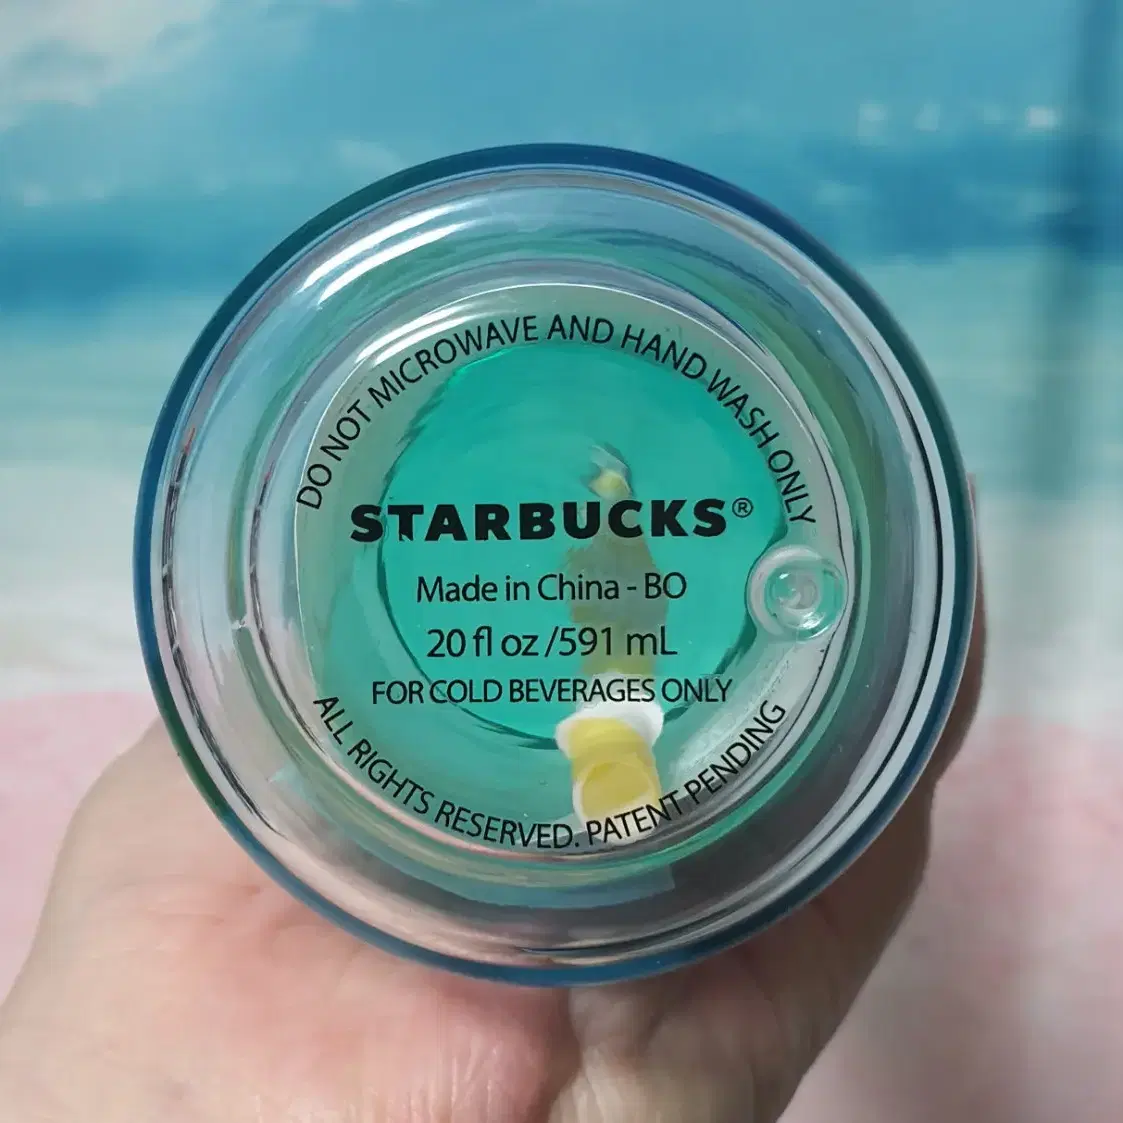 DO NOT MICROWAVE AND HAND WASH ONLY
STARBUCKS®
Made in China - BO
20 fl oz /591 mL
FOR COLD BEVERAGES ONLY
ALL RIGHTS RESERVED. PATENT PENDING